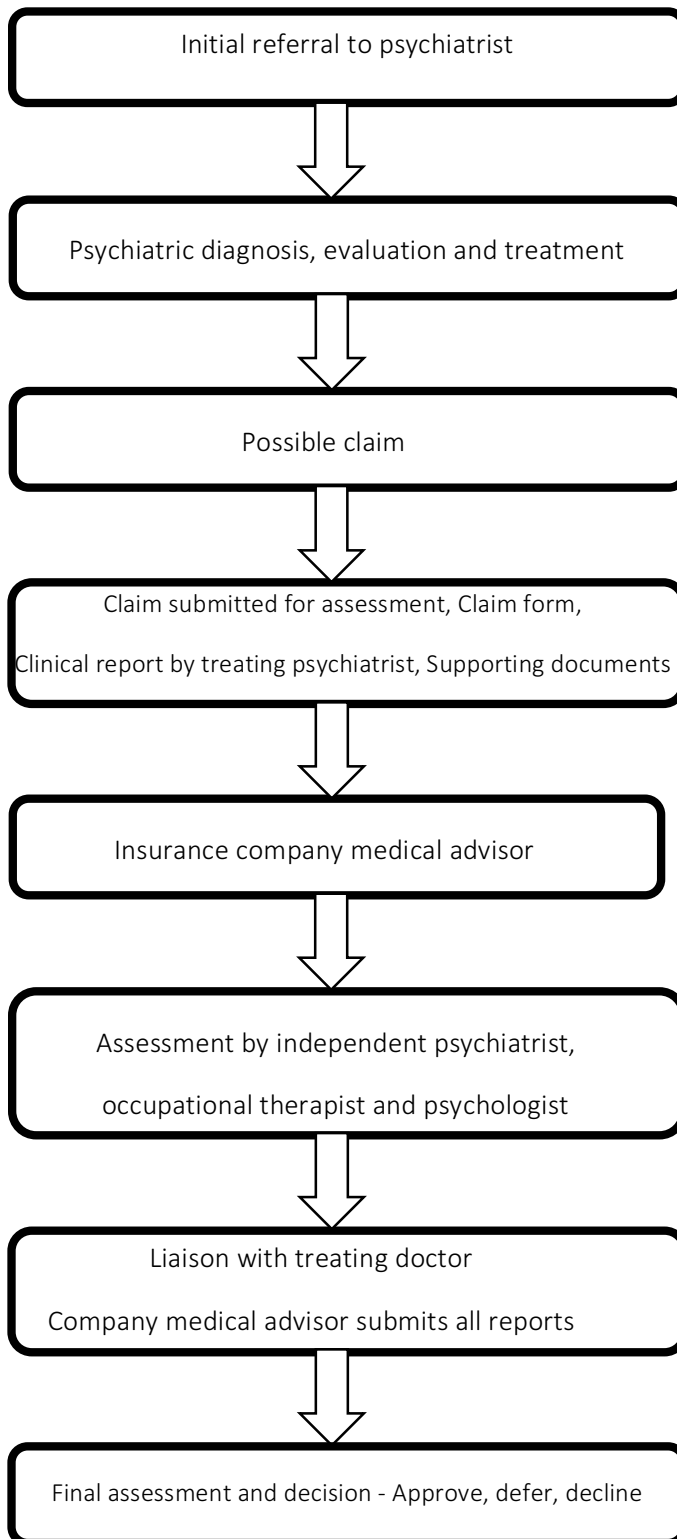 Initial referral to psychiatrist
Psychiatric diagnosis, evaluation and treatment
Possible claim
Claim submitted for assessment, Claim form,
Clinical report by treating psychiatrist, Supporting documents
Insurance company medical advisor
Assessment by independent psychiatrist,
occupational therapist and psychologist
Liaison with treating doctor
Company medical advisor submits all reports
Final assessment and decision - Approve, defer, decline